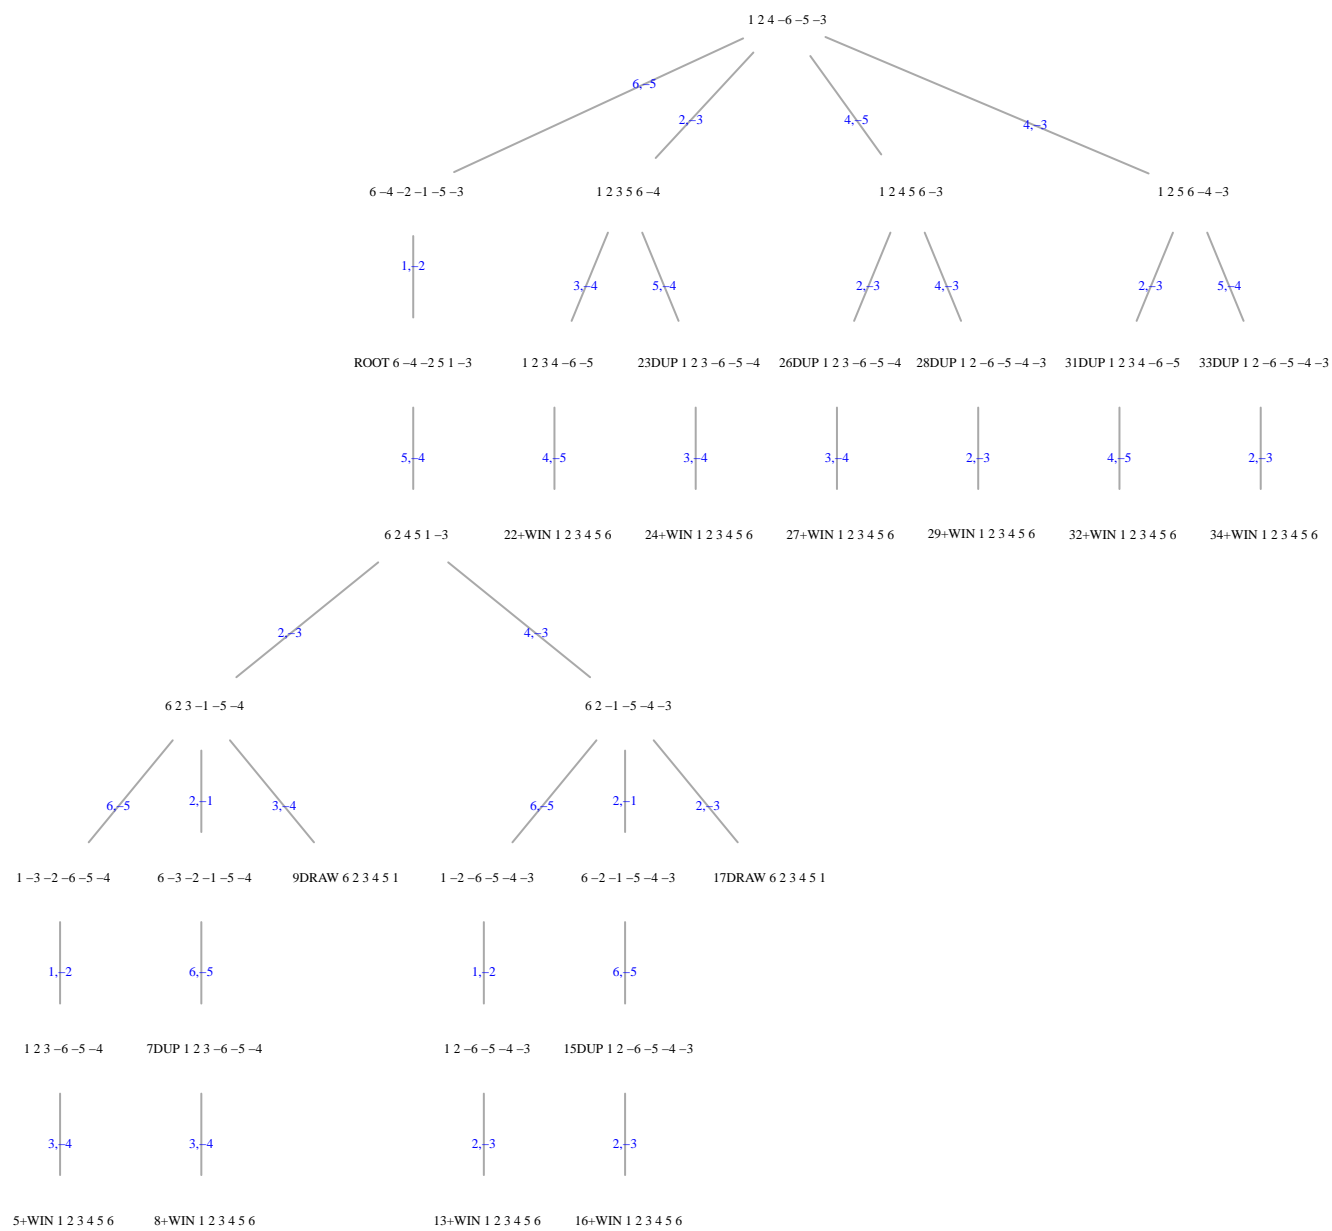 1 2 4 –6 –5 –3
6,–5
2,–3
4,–5
4,–3
6 –4 –2 –1 –5 –3
1 2 3 5 6 –4
1 2 4 5 6 –3
1 2 5 6 –4 –3
1,–2
3,–4
5,–4
2,–3
4,–3
2,–3
5,–4
ROOT 6 –4 –2 5 1 –3
1 2 3 4 –6 –5
23DUP 1 2 3 –6 –5 –4
26DUP 1 2 3 –6 –5 –4
28DUP 1 2 –6 –5 –4 –3
31DUP 1 2 3 4 –6 –5
33DUP 1 2 –6 –5 –4 –3
5,–4
4,–5
3,–4
3,–4
2,–3
4,–5
2,–3
6 2 4 5 1 –3
22+WIN 1 2 3 4 5 6
24+WIN 1 2 3 4 5 6
27+WIN 1 2 3 4 5 6
29+WIN 1 2 3 4 5 6
32+WIN 1 2 3 4 5 6
34+WIN 1 2 3 4 5 6
2,–3
4,–3
6 2 3 –1 –5 –4
6 2 –1 –5 –4 –3
6,–5
2,–1
3,–4
6,–5
2,–1
2,–3
1 –3 –2 –6 –5 –4
6 –3 –2 –1 –5 –4
9DRAW 6 2 3 4 5 1
1 –2 –6 –5 –4 –3
6 –2 –1 –5 –4 –3
17DRAW 6 2 3 4 5 1
1,–2
6,–5
1,–2
6,–5
1 2 3 –6 –5 –4
7DUP 1 2 3 –6 –5 –4
1 2 –6 –5 –4 –3
15DUP 1 2 –6 –5 –4 –3
3,–4
3,–4
2,–3
2,–3
5+WIN 1 2 3 4 5 6
8+WIN 1 2 3 4 5 6
13+WIN 1 2 3 4 5 6
16+WIN 1 2 3 4 5 6